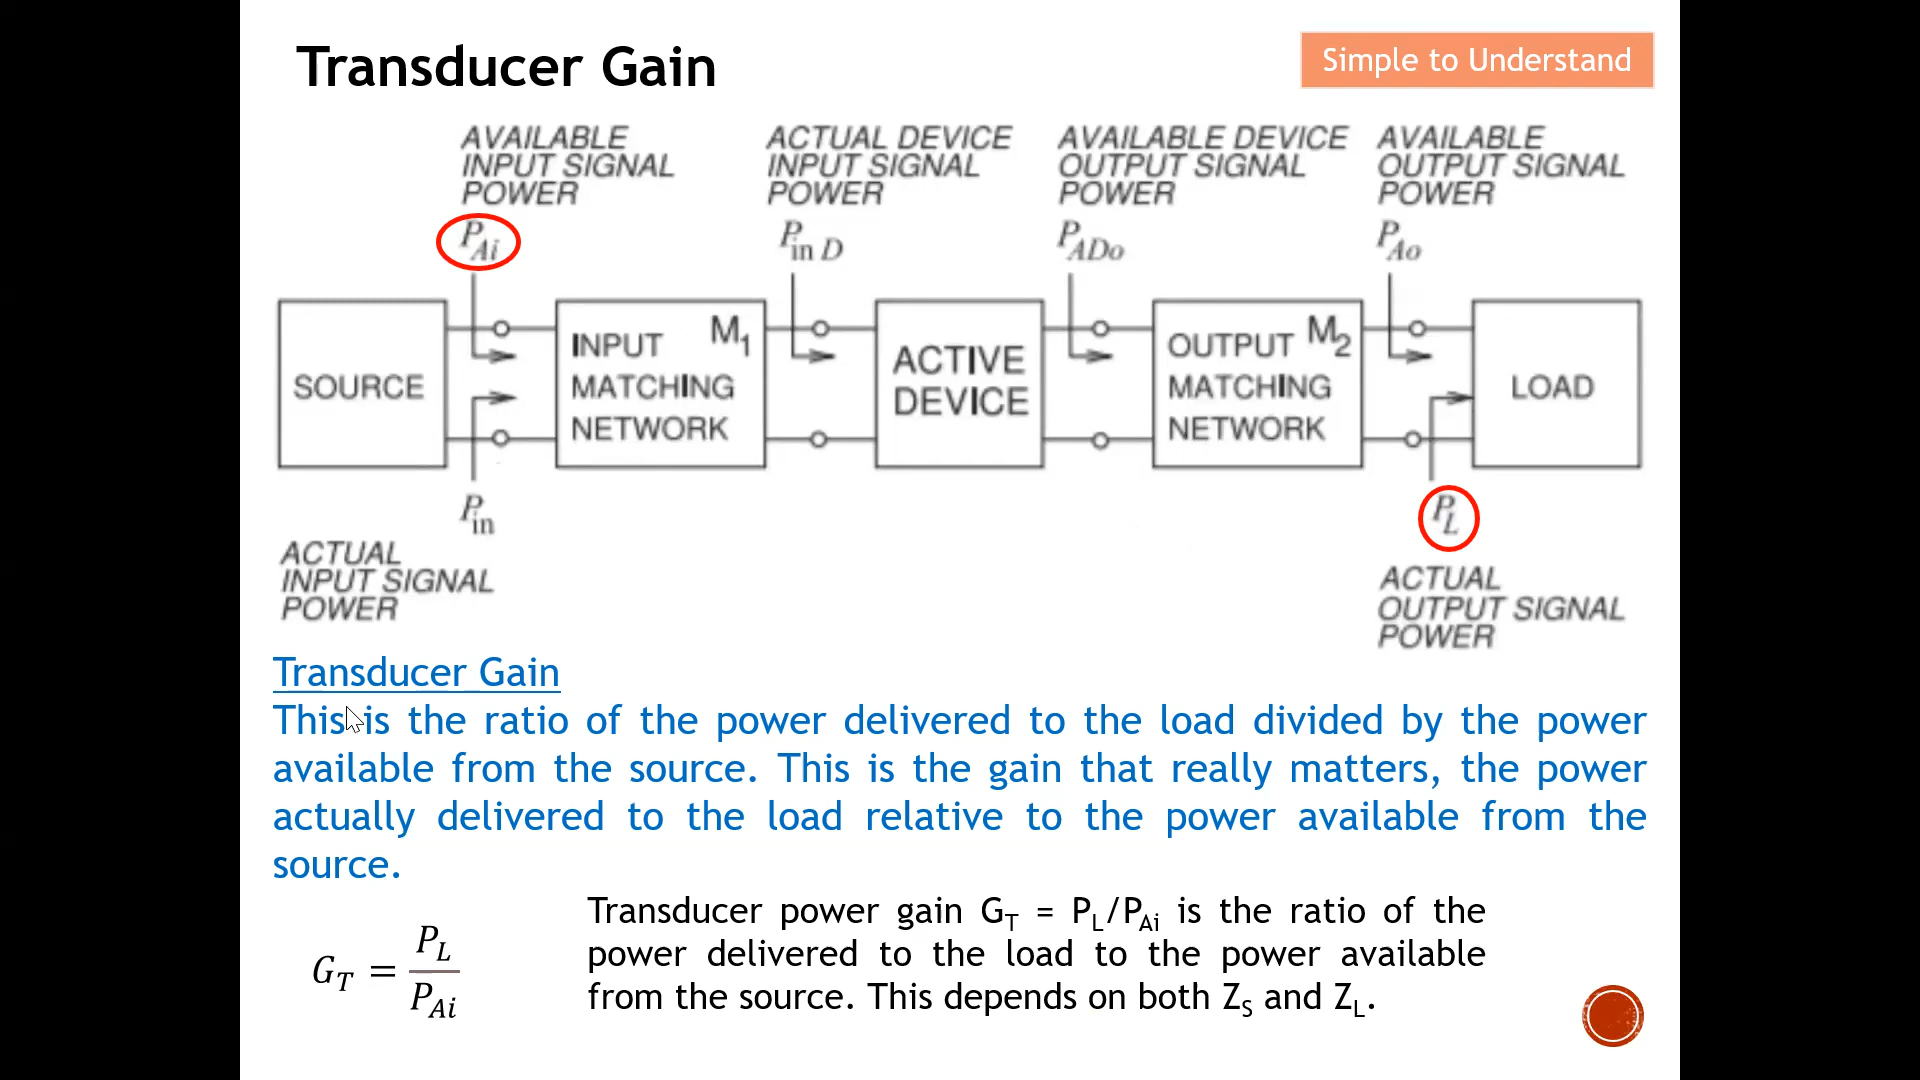 Transducer Gain
Simple to Understand
AVAILABLE
INPUT SIGNAL
POWER
P_Ai
ACTUAL DEVICE
INPUT SIGNAL
POWER
P_in D
AVAILABLE DEVICE
OUTPUT SIGNAL
POWER
P_ADo
AVAILABLE
OUTPUT SIGNAL
POWER
P_Ao
SOURCE
INPUT M_1
MATCHING
NETWORK
ACTIVE
DEVICE
OUTPUT M_2
MATCHING
NETWORK
LOAD
P_in
ACTUAL
INPUT SIGNAL
POWER
P_L
ACTUAL
OUTPUT SIGNAL
POWER
Transducer Gain
This is the ratio of the power delivered to the load divided by the power
available from the source. This is the gain that really matters, the power
actually delivered to the load relative to the power available from the
source.
G_T = P_L / P_Ai
Transducer power gain G_T = P_L/P_Ai is the ratio of the
power delivered to the load to the power available
from the source. This depends on both Z_S and Z_L.